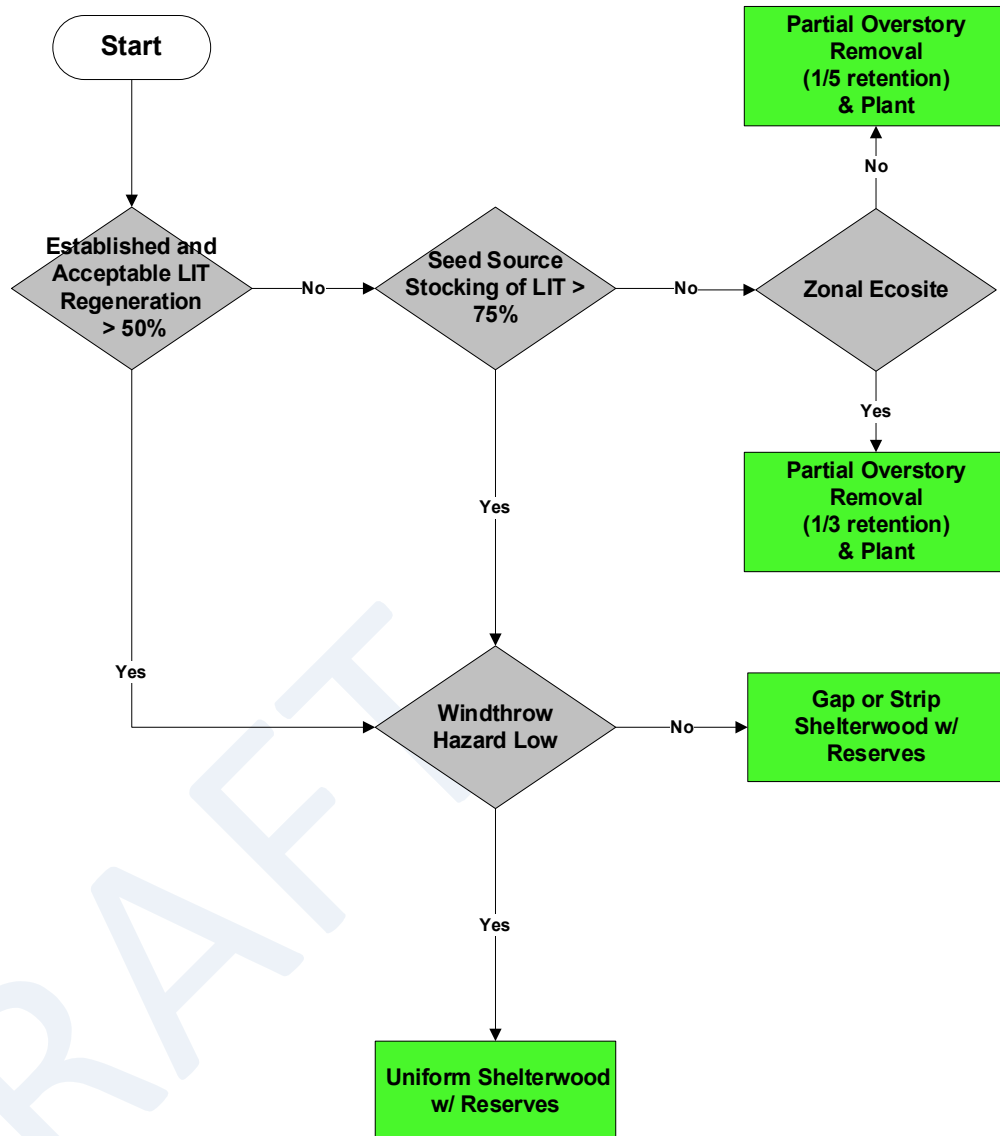 Start
Partial Overstory
Removal
(1/5 retention)
& Plant
No
Established and
Acceptable LIT
Regeneration
> 50%
No
Seed Source
Stocking of LIT >
75%
No
Zonal Ecosite
Yes
Partial Overstory
Removal
(1/3 retention)
& Plant
Yes
Yes
Windthrow
Hazard Low
No
Gap or Strip
Shelterwood w/
Reserves
Yes
Uniform Shelterwood
w/ Reserves
RAFT